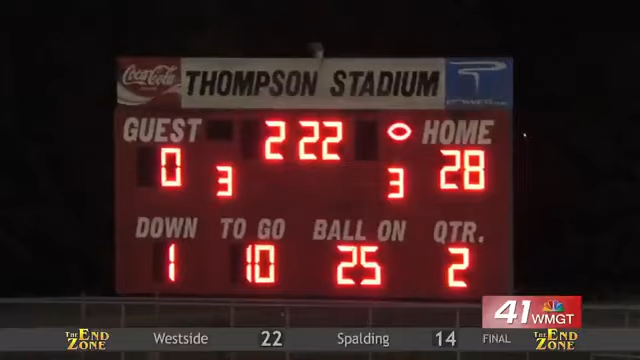 Coca-Cola THOMPSON STADIUM
GUEST 2 22 HOME
0 3 3 28
DOWN TO GO BALL ON QTR.
1 10 25 2
41 WMGT
THE END ZONE Westside 22 Spalding 14 FINAL THE END ZONE